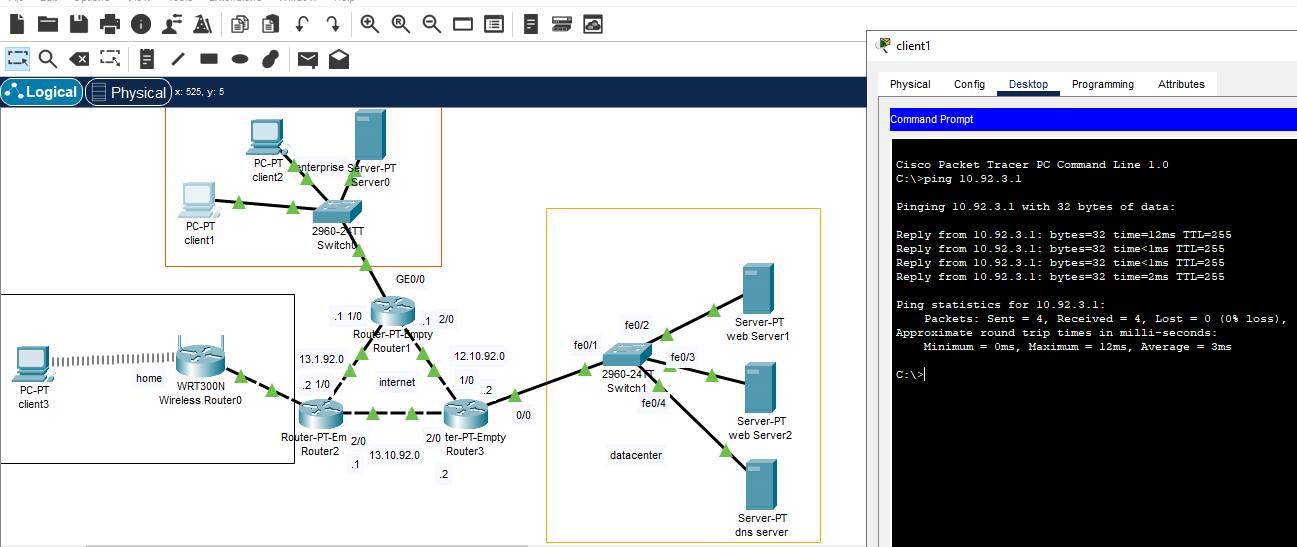 client1
Logical
Physical
x: 525, y: 5
Physical
Config
Desktop
Programming
Attributes
Command Prompt
Cisco Packet Tracer PC Command Line 1.0
C:\>ping 10.92.3.1
Pinging 10.92.3.1 with 32 bytes of data:
Reply from 10.92.3.1: bytes=32 time=12ms TTL=255
Reply from 10.92.3.1: bytes=32 time<1ms TTL=255
Reply from 10.92.3.1: bytes=32 time<1ms TTL=255
Reply from 10.92.3.1: bytes=32 time=2ms TTL=255
Ping statistics for 10.92.3.1:
Packets: Sent = 4, Received = 4, Lost = 0 (0% loss),
Approximate round trip times in milli-seconds:
Minimum = 0ms, Maximum = 12ms, Average = 3ms
C:\>
PC-PT
client2
enterprise
Server-PT
Server0
PC-PT
client1
2960-24TT
Switch0
GE0/0
.1 1/0
.1 2/0
Router-PT-Empty
Router1
13.1.92.0
12.10.92.0
internet
.2 1/0
1/0
.2
PC-PT
client3
home
WRT300N
Wireless Router0
Router-PT-Em
Router2
2/0
.1
13.10.92.0
2/0
ter-PT-Empty
Router3
.2
0/0
fe0/1
fe0/2
fe0/3
fe0/4
2960-24TT
Switch1
Server-PT
web Server1
Server-PT
web Server2
datacenter
Server-PT
dns server